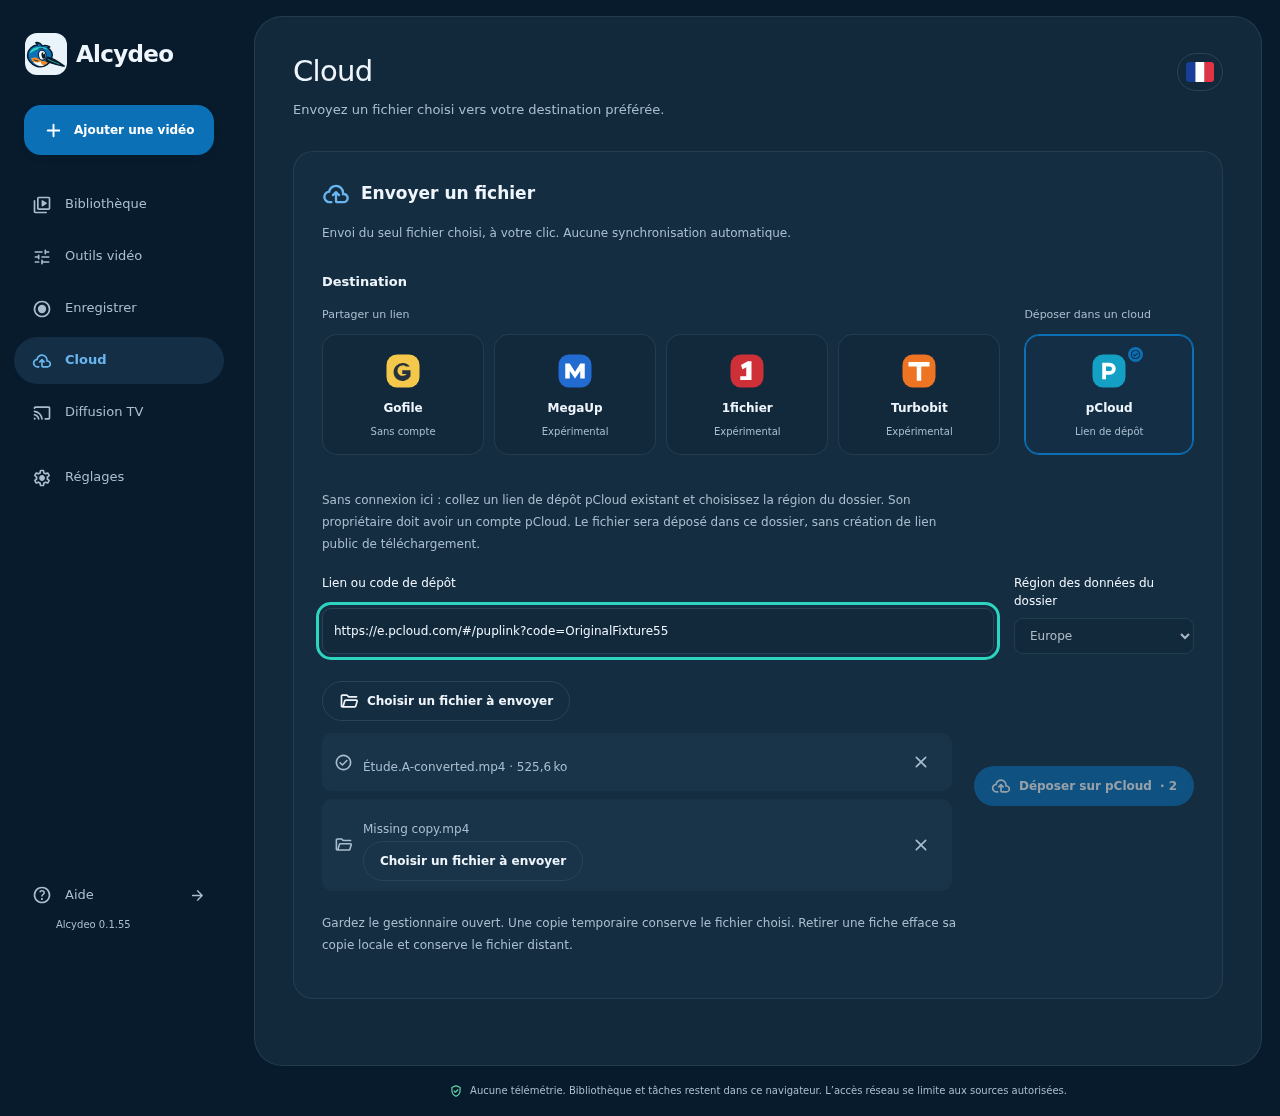 Alcydeo
Ajouter une vidéo
Bibliothèque
Outils vidéo
Enregistrer
Cloud
Diffusion TV
Réglages
Aide
Alcydeo 0.1.55
Cloud
Envoyez un fichier choisi vers votre destination préférée.
Envoyer un fichier
Envoi du seul fichier choisi, à votre clic. Aucune synchronisation automatique.
Destination
Partager un lien
Déposer dans un cloud
G
Gofile
Sans compte
M
MegaUp
Expérimental
1
1fichier
Expérimental
T
Turbobit
Expérimental
P
pCloud
Lien de dépôt
Sans connexion ici : collez un lien de dépôt pCloud existant et choisissez la région du dossier. Son
propriétaire doit avoir un compte pCloud. Le fichier sera déposé dans ce dossier, sans création de lien
public de téléchargement.
Lien ou code de dépôt
https://e.pcloud.com/#/puplink?code=OriginalFixture55
Région des données du
dossier
Europe
Choisir un fichier à envoyer
Étude.A-converted.mp4 · 525,6 ko
Missing copy.mp4
Choisir un fichier à envoyer
Déposer sur pCloud · 2
Gardez le gestionnaire ouvert. Une copie temporaire conserve le fichier choisi. Retirer une fiche efface sa
copie locale et conserve le fichier distant.
Aucune télémétrie. Bibliothèque et tâches restent dans ce navigateur. L’accès réseau se limite aux sources autorisées.